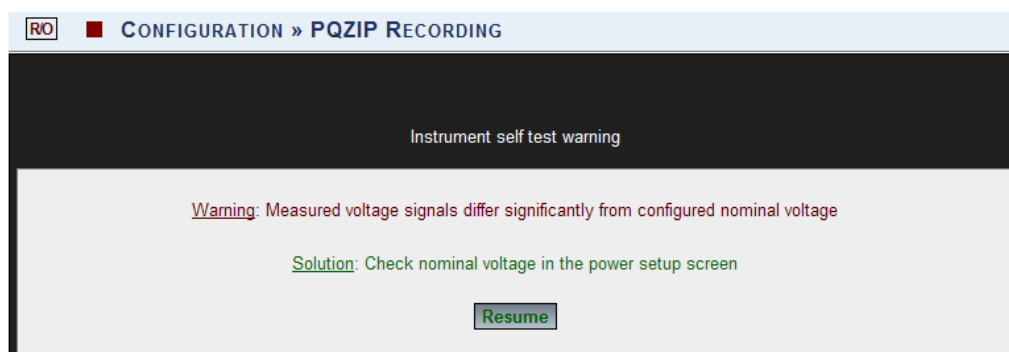 R/O
CONFIGURATION » PQZIP RECORDING
Instrument self test warning
Warning: Measured voltage signals differ significantly from configured nominal voltage
Solution: Check nominal voltage in the power setup screen
Resume